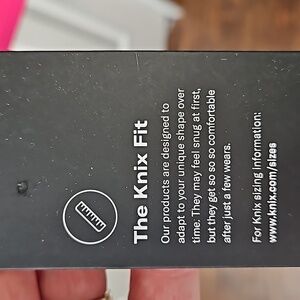 The Knix Fit
Our products are designed to
adapt to your unique shape over
time. They may feel snug at first,
but they get so so so comfortable
after just a few wears.
For Knix sizing information:
www.knix.com/sizes